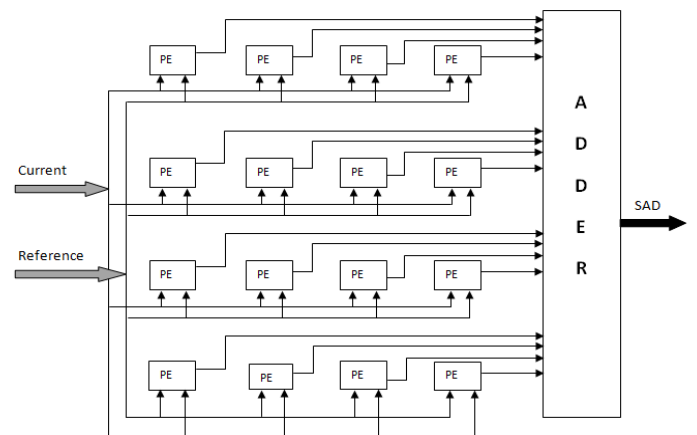 PE PE PE PE
A
D
D
E
R
PE PE PE PE
Current
SAD
Reference
PE PE PE PE
PE PE PE PE